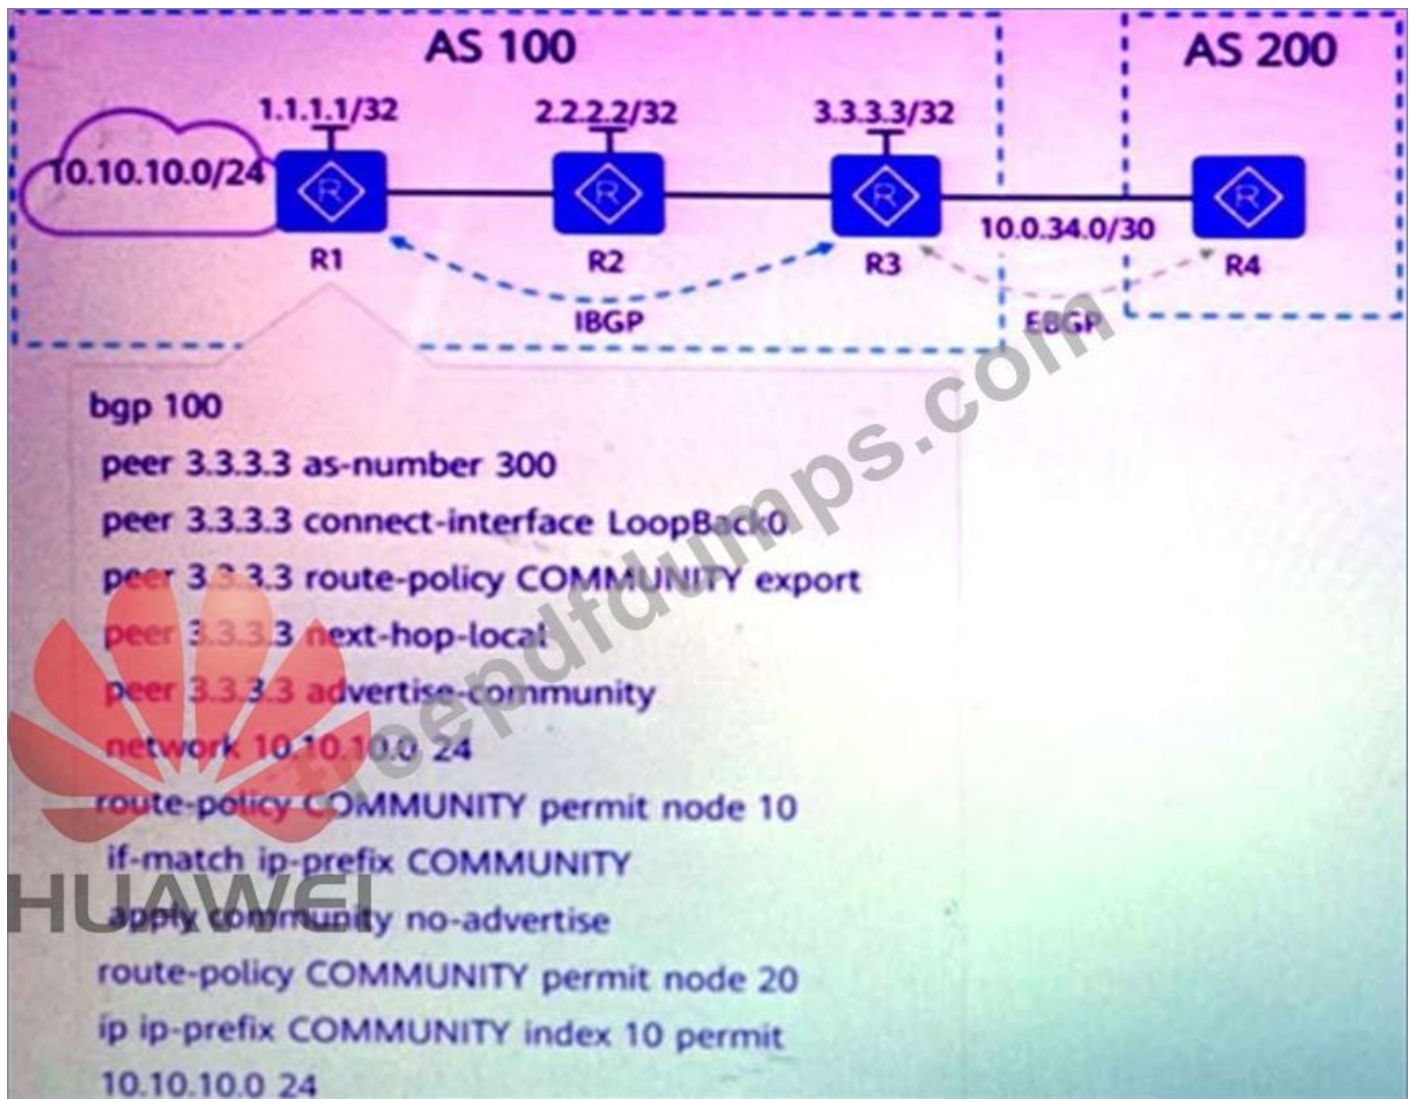 AS 100
AS 200
1.1.1.1/32
2.2.2.2/32
3.3.3.3/32
10.10.10.0/24
R
R
R
R
10.0.34.0/30
R1
R2
R3
R4
IBGP
EBGP
bgp 100
peer 3.3.3.3 as-number 300
peer 3.3.3.3 connect-interface LoopBack0
peer 3.3.3.3 route-policy COMMUNITY export
peer 3.3.3.3 next-hop-local
peer 3.3.3.3 advertise-community
network 10.10.10.0 24
route-policy COMMUNITY permit node 10
if-match ip-prefix COMMUNITY
apply community no-advertise
route-policy COMMUNITY permit node 20
ip ip-prefix COMMUNITY index 10 permit
10.10.10.0 24
HUAWEI
freepdfdumps.com